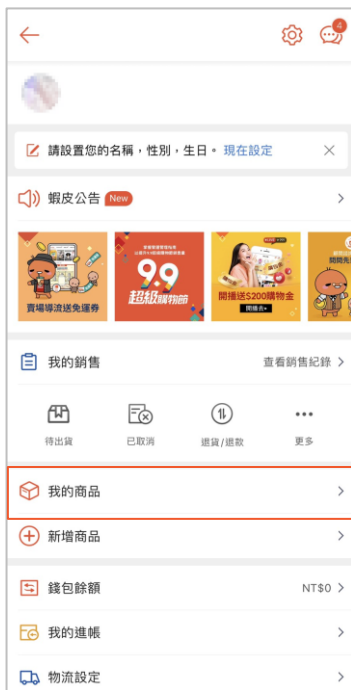 4
請設置您的名稱，性別，生日。現在設定
蝦皮公告 New
賣場導流送免運券
9.9
超級購物節
開播送$200購物金
開播去
我的銷售
查看銷售紀錄
待出貨
已取消
退貨/退款
更多
我的商品
新增商品
錢包餘額
NT$0
我的進帳
物流設定